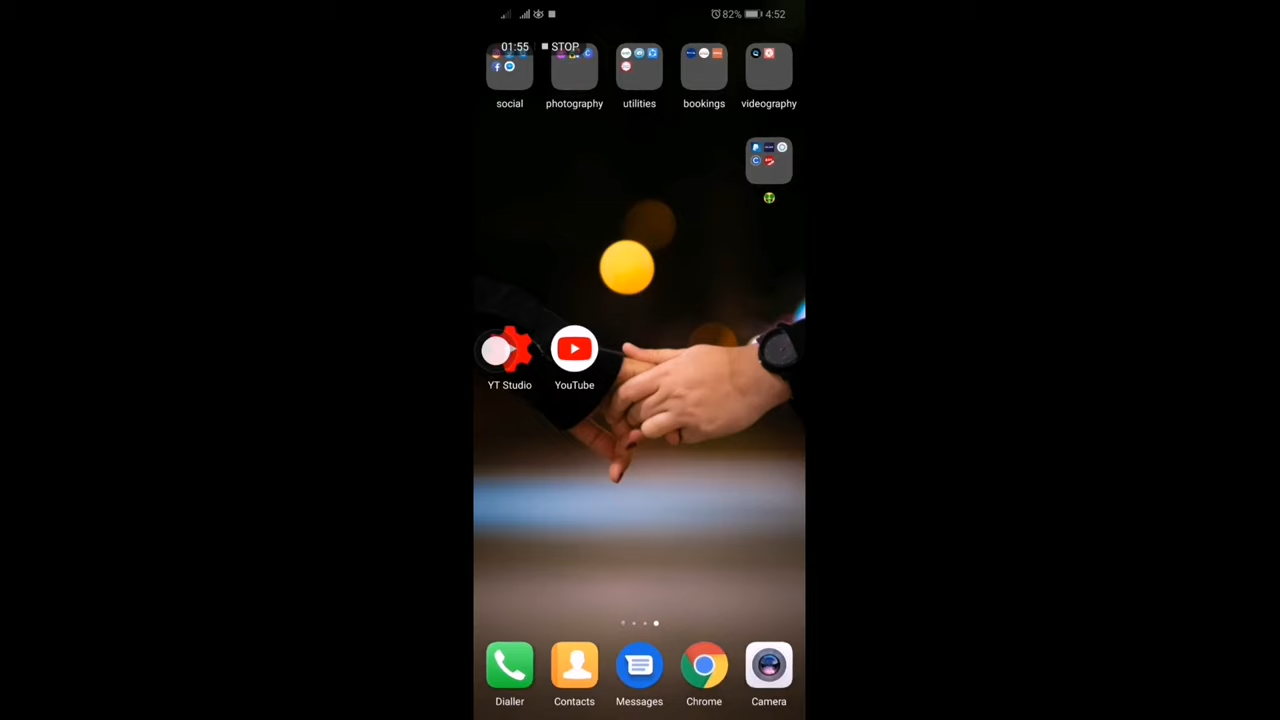 82% 4:52
01:55 STOP
social photography utilities bookings videography
YT Studio YouTube
Dialler Contacts Messages Chrome Camera